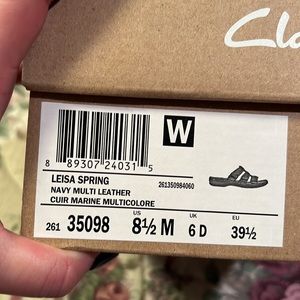 Cla
W
8 89307 24031 5
LEISA SPRING
261350984060
NAVY MULTI LEATHER
CUIR MARINE MULTICOLORE
261 35098 US 8½ M UK 6 D EU 39½